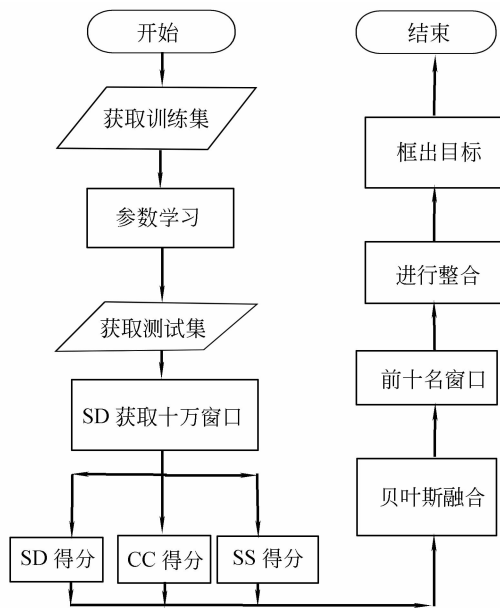 开始
获取训练集
参数学习
获取测试集
SD 获取十万窗口
SD 得分
CC 得分
SS 得分
贝叶斯融合
前十名窗口
进行整合
框出目标
结束